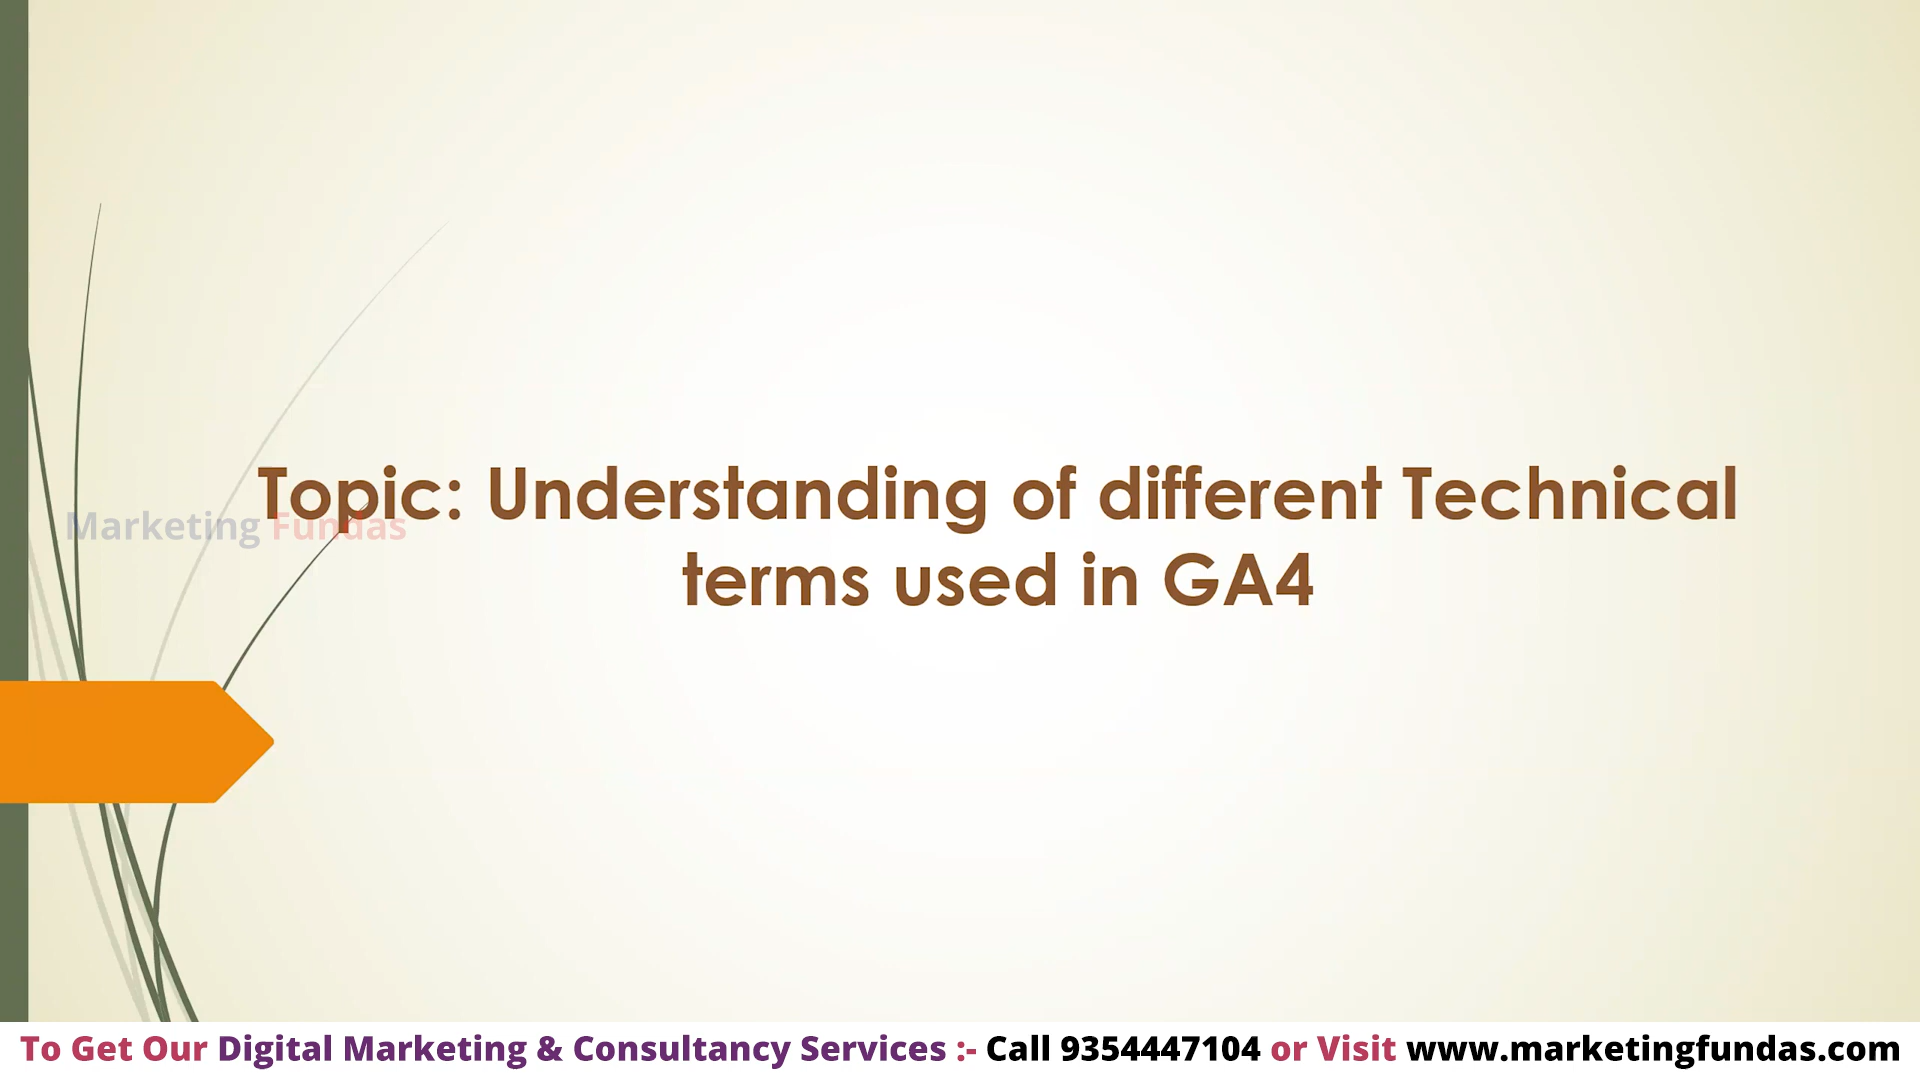 Topic: Understanding of different Technical
Marketing Fundas
terms used in GA4
To Get Our Digital Marketing & Consultancy Services :- Call 9354447104 or Visit www.marketingfundas.com